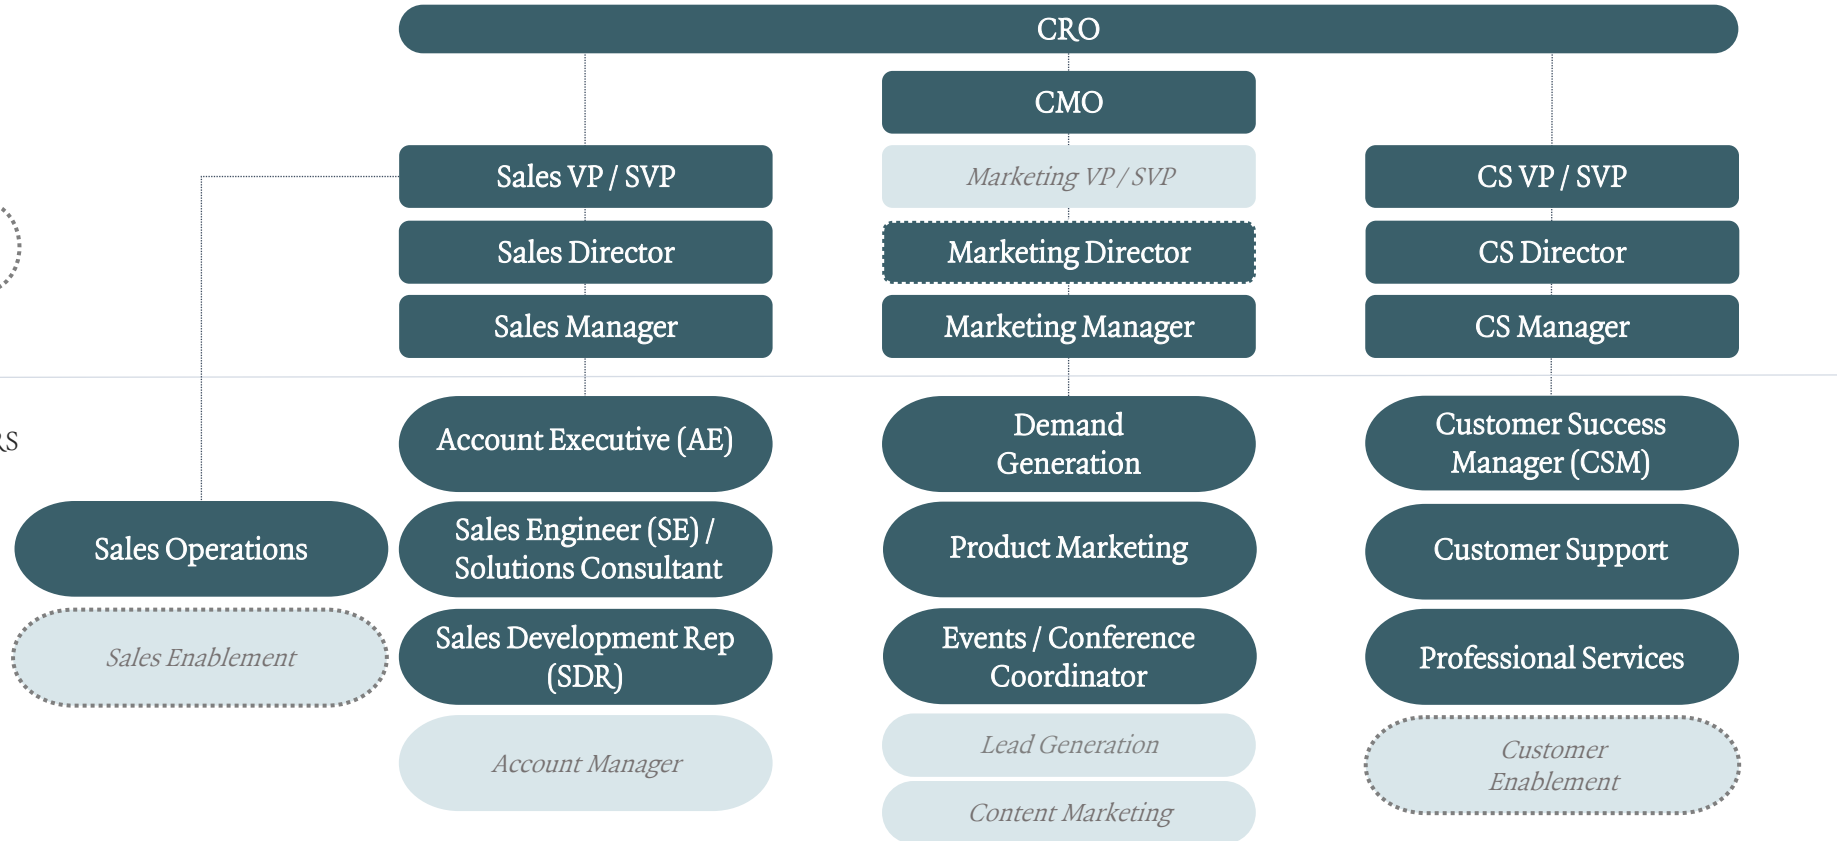 CRO
CMO
Sales VP / SVP
Marketing VP / SVP
CS VP / SVP
Sales Director
Marketing Director
CS Director
Sales Manager
Marketing Manager
CS Manager
RS
Account Executive (AE)
Demand
Generation
Customer Success
Manager (CSM)
Sales Operations
Sales Engineer (SE) /
Solutions Consultant
Product Marketing
Customer Support
Sales Enablement
Sales Development Rep
(SDR)
Events / Conference
Coordinator
Professional Services
Account Manager
Lead Generation
Content Marketing
Customer
Enablement